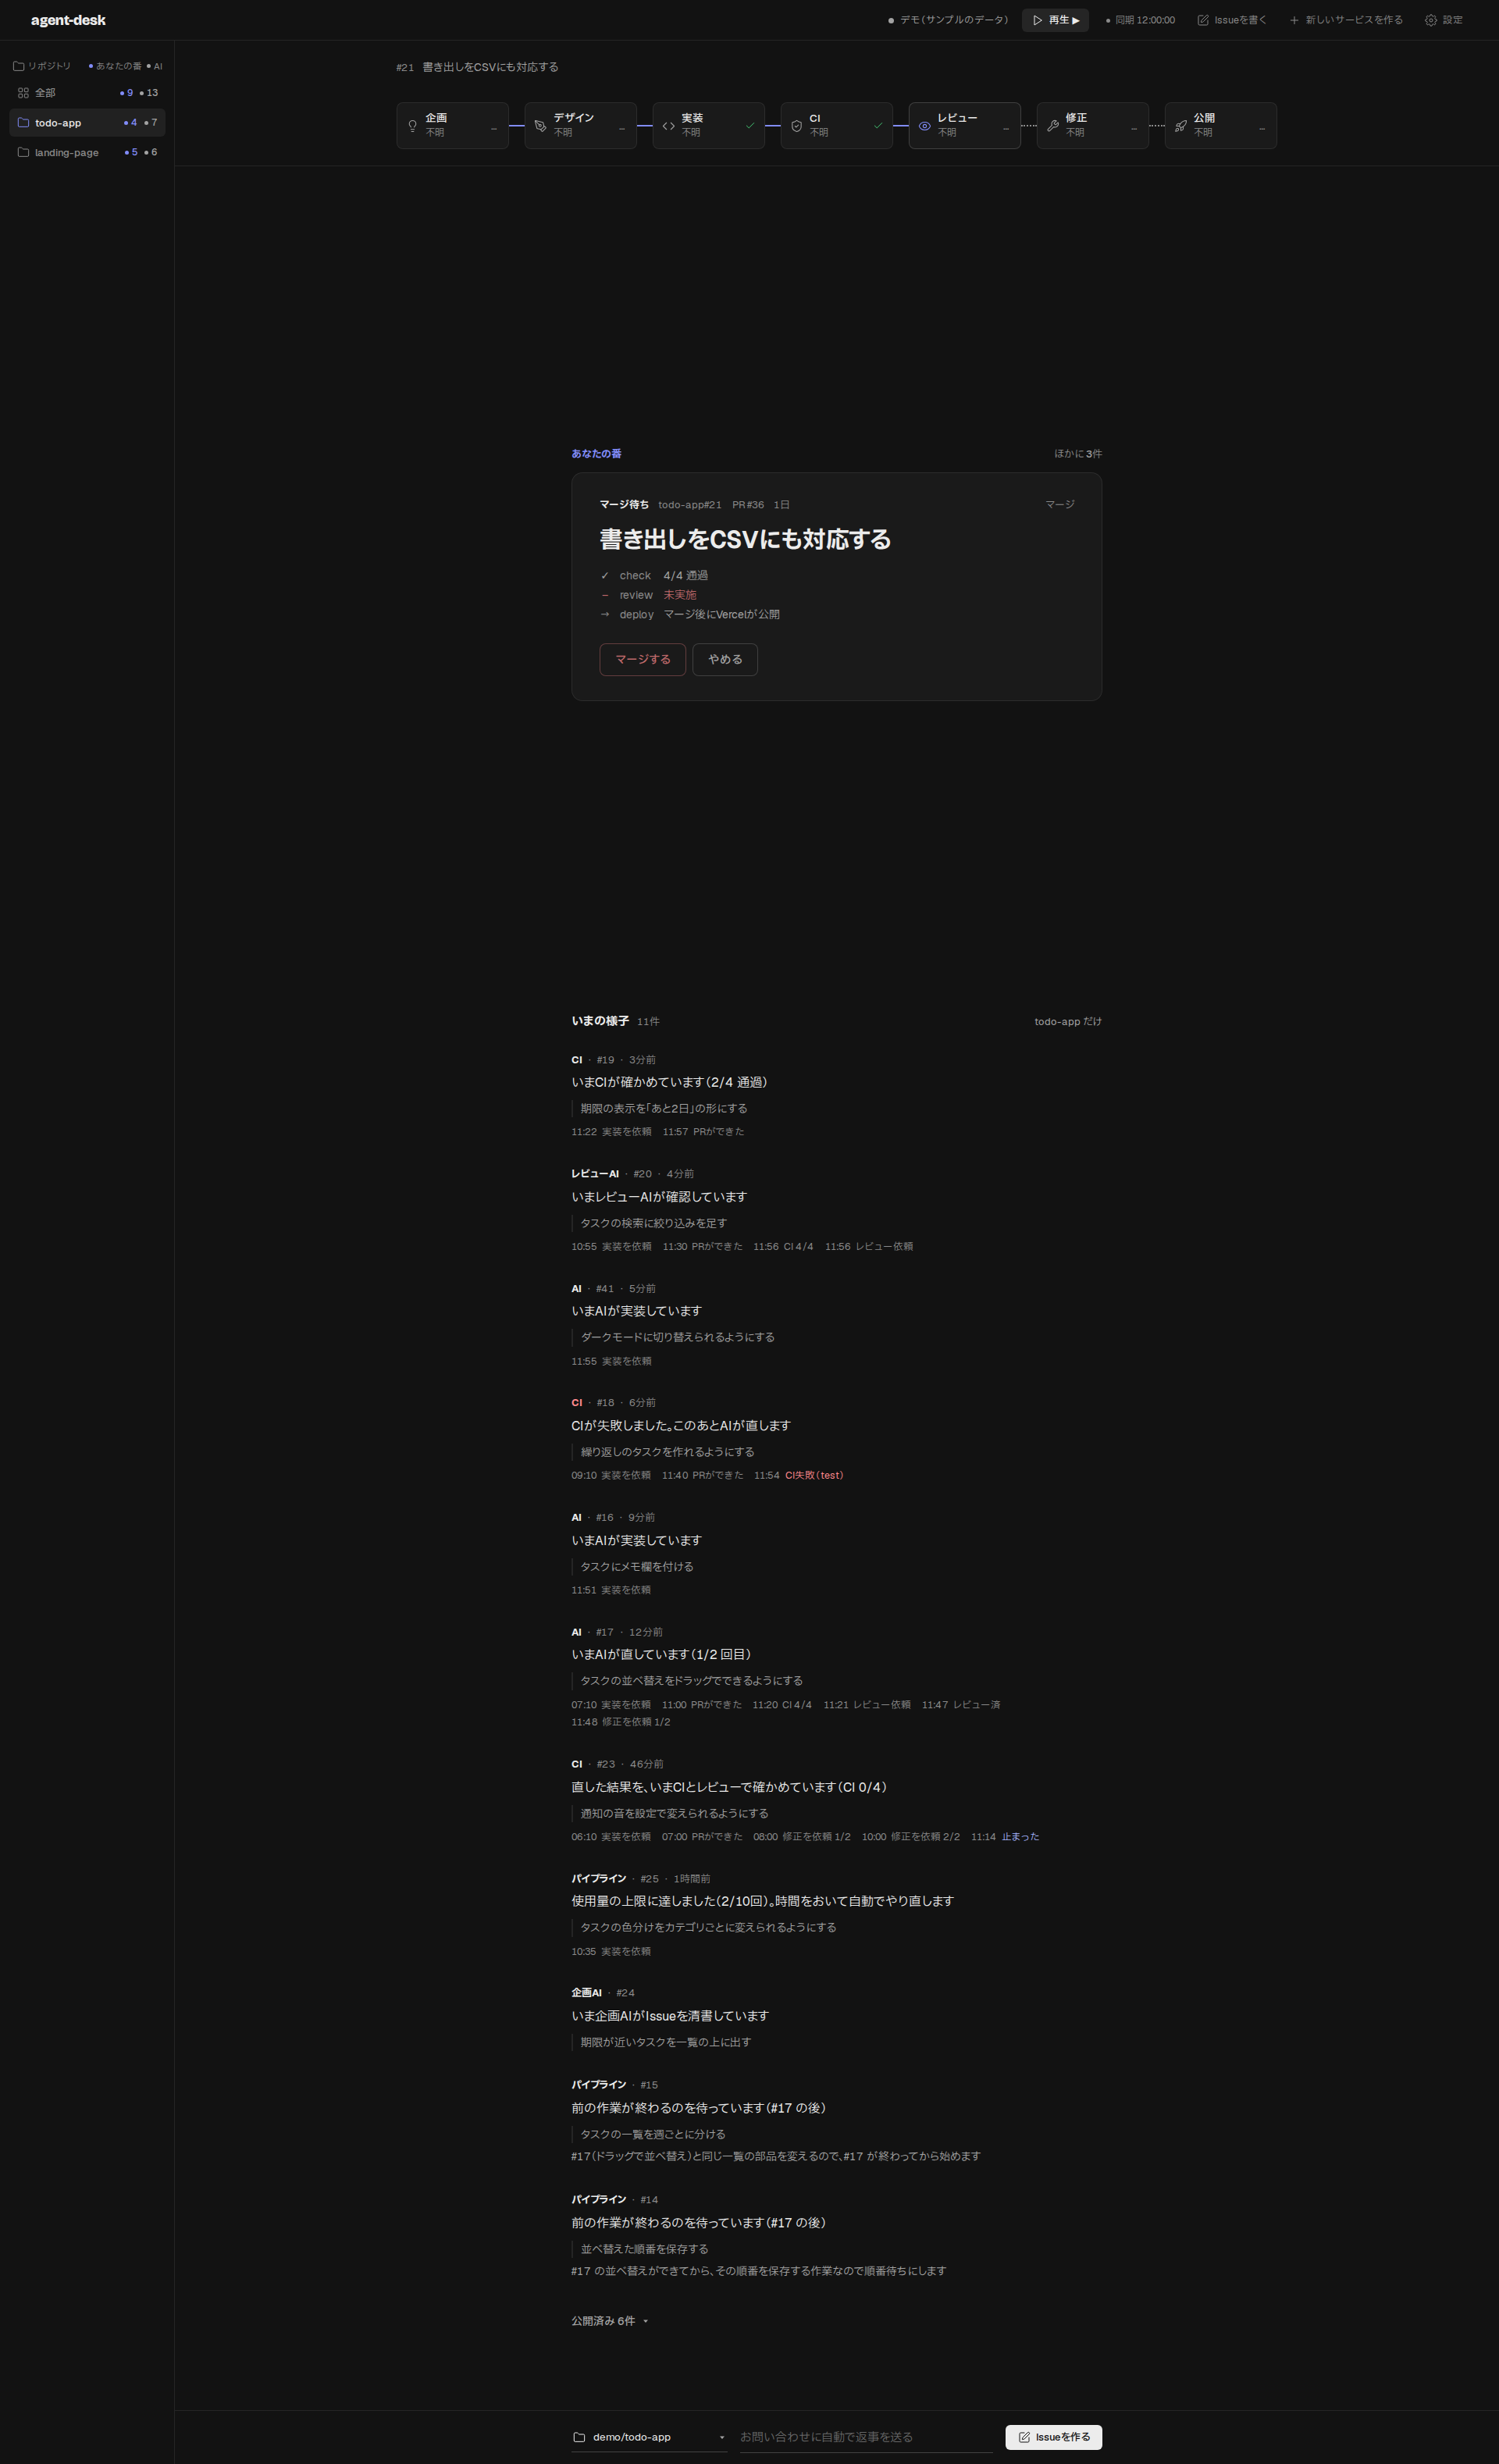 agent-desk
デモ(サンプルのデータ)
再生 ▶
同期 12:00:00
Issueを書く
新しいサービスを作る
設定
リポジトリ
あなたの番
AI
全部
9
13
todo-app
4
7
landing-page
5
6
#21 書き出しをCSVにも対応する
企画
不明
–
デザイン
不明
–
実装
不明
✓
CI
不明
✓
レビュー
不明
–
修正
不明
–
公開
不明
–
あなたの番
ほかに3件
マージ待ち todo-app#21 PR#36 1日
マージ
書き出しをCSVにも対応する
✓ check 4/4 通過
– review 未実施
→ deploy マージ後にVercelが公開
マージする
やめる
いまの様子 11件
todo-app だけ
CI · #19 · 3分前
いまCIが確かめています(2/4 通過)
期限の表示を「あと2日」の形にする
11:22 実装を依頼 11:57 PRができた
レビューAI · #20 · 4分前
いまレビューAIが確認しています
タスクの検索に絞り込みを足す
10:55 実装を依頼 11:30 PRができた 11:56 CI 4/4 11:56 レビュー依頼
AI · #41 · 5分前
いまAIが実装しています
ダークモードに切り替えられるようにする
11:55 実装を依頼
CI · #18 · 6分前
CIが失敗しました。このあとAIが直します
繰り返しのタスクを作れるようにする
09:10 実装を依頼 11:40 PRができた 11:54 CI失敗(test)
AI · #16 · 9分前
いまAIが実装しています
タスクにメモ欄を付ける
11:51 実装を依頼
AI · #17 · 12分前
いまAIが直しています(1/2 回目)
タスクの並べ替えをドラッグでできるようにする
07:10 実装を依頼 11:00 PRができた 11:20 CI 4/4 11:21 レビュー依頼 11:47 レビュー済
11:48 修正を依頼 1/2
CI · #23 · 46分前
直した結果を、いまCIとレビューで確かめています(CI 0/4)
通知の音を設定で変えられるようにする
06:10 実装を依頼 07:00 PRができた 08:00 修正を依頼 1/2 10:00 修正を依頼 2/2 11:14 止まった
パイプライン · #25 · 1時間前
使用量の上限に達しました(2/10回)。時間をおいて自動でやり直します
タスクの色分けをカテゴリごとに変えられるようにする
10:35 実装を依頼
企画AI · #24
いま企画AIがIssueを清書しています
期限が近いタスクを一覧の上に出す
パイプライン · #15
前の作業が終わるのを待っています(#17 の後)
タスクの一覧を週ごとに分ける
#17(ドラッグで並べ替え)と同じ一覧の部品を変えるので、#17 が終わってから始めます
パイプライン · #14
前の作業が終わるのを待っています(#17 の後)
並べ替えた順番を保存する
#17 の並べ替えができてから、その順番を保存する作業なので順番待ちにします
公開済み 6件
demo/todo-app
お問い合わせに自動で返事を送る
Issueを作る